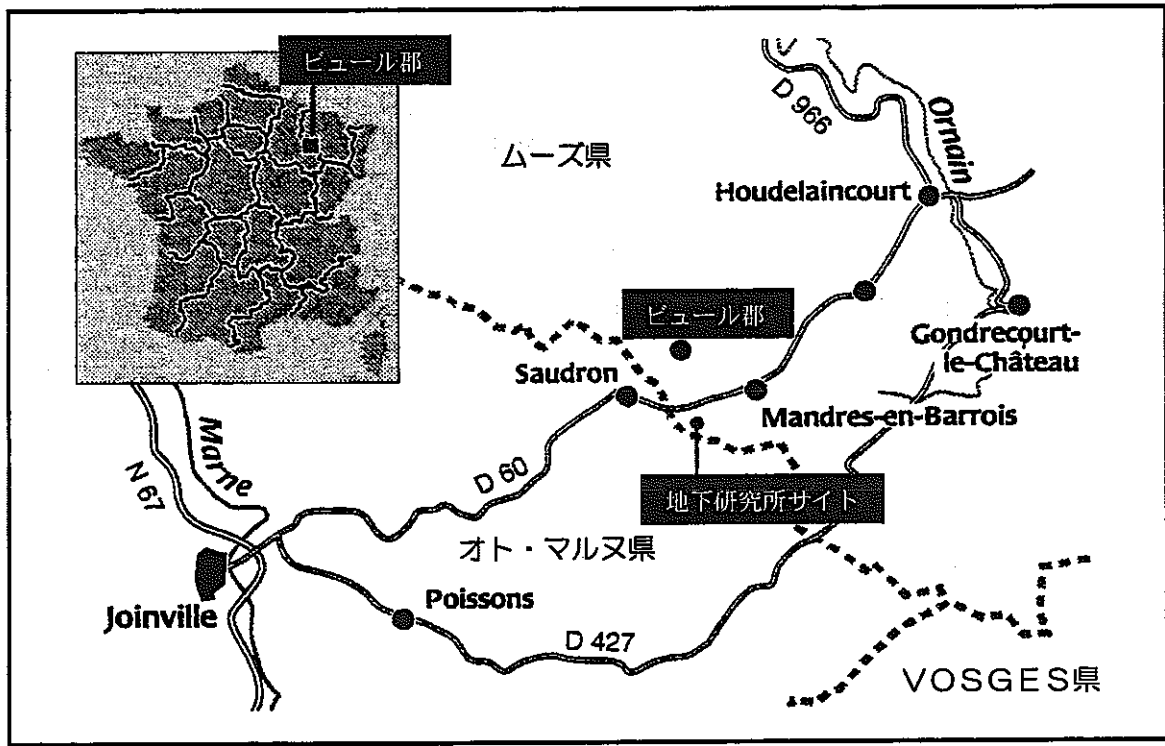 ビュール郡
ムーズ県
D 966
Ornain
Houdelaincourt
ビュール郡
Gondrecourt-
le-Château
Saudron
Mandres-en-Barrois
Marne
N 67
D 60
地下研究所サイト
オト・マルヌ県
Joinville
Poissons
D 427
VOSGES県